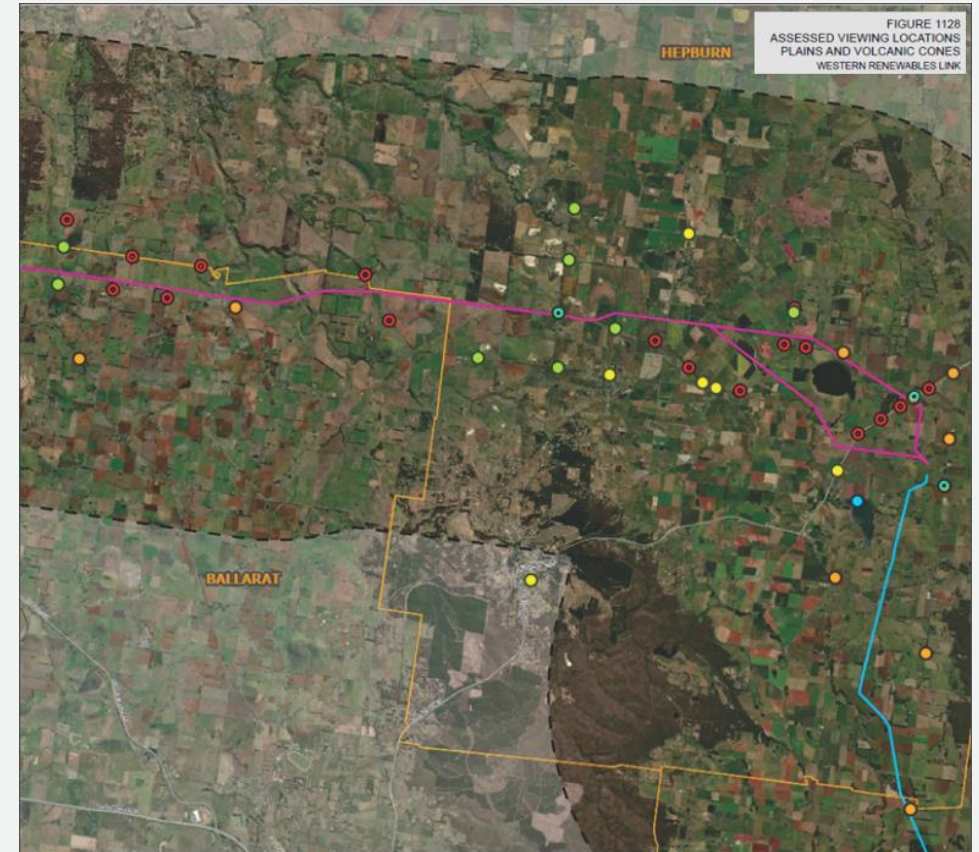 FIGURE 1128
ASSESSED VIEWING LOCATIONS
PLAINS AND VOLCANIC CONES
WESTERN RENEWABLES LINK
HEPBURN
BALLARAT